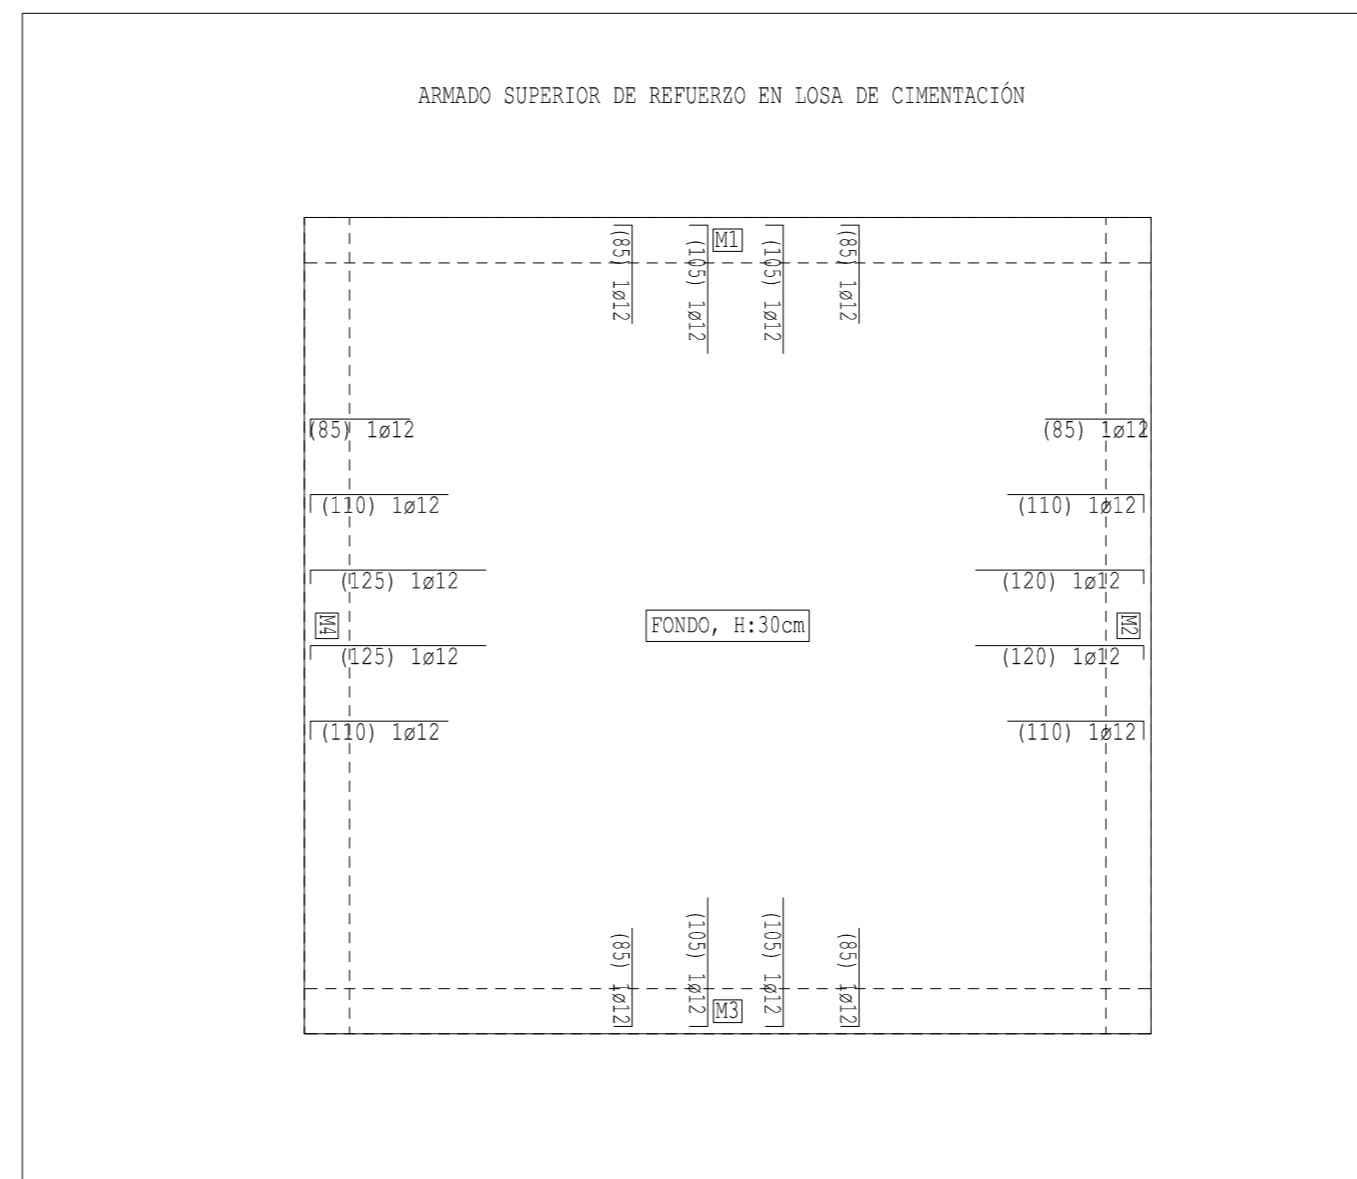 ARMADO SUPERIOR DE REFUERZO EN LOSA DE CIMENTACIÓN
(85) 1ø12
(105) 1ø12
M1
(105) 1ø12
(85) 1ø12
(85) 1ø12
(85) 1ø12
(110) 1ø12
(110) 1ø12
(125) 1ø12
(120) 1ø12
M4
FONDO, H:30cm
M2
(125) 1ø12
(120) 1ø12
(110) 1ø12
(110) 1ø12
(85) 1ø12
(105) 1ø12
M3
(105) 1ø12
(85) 1ø12